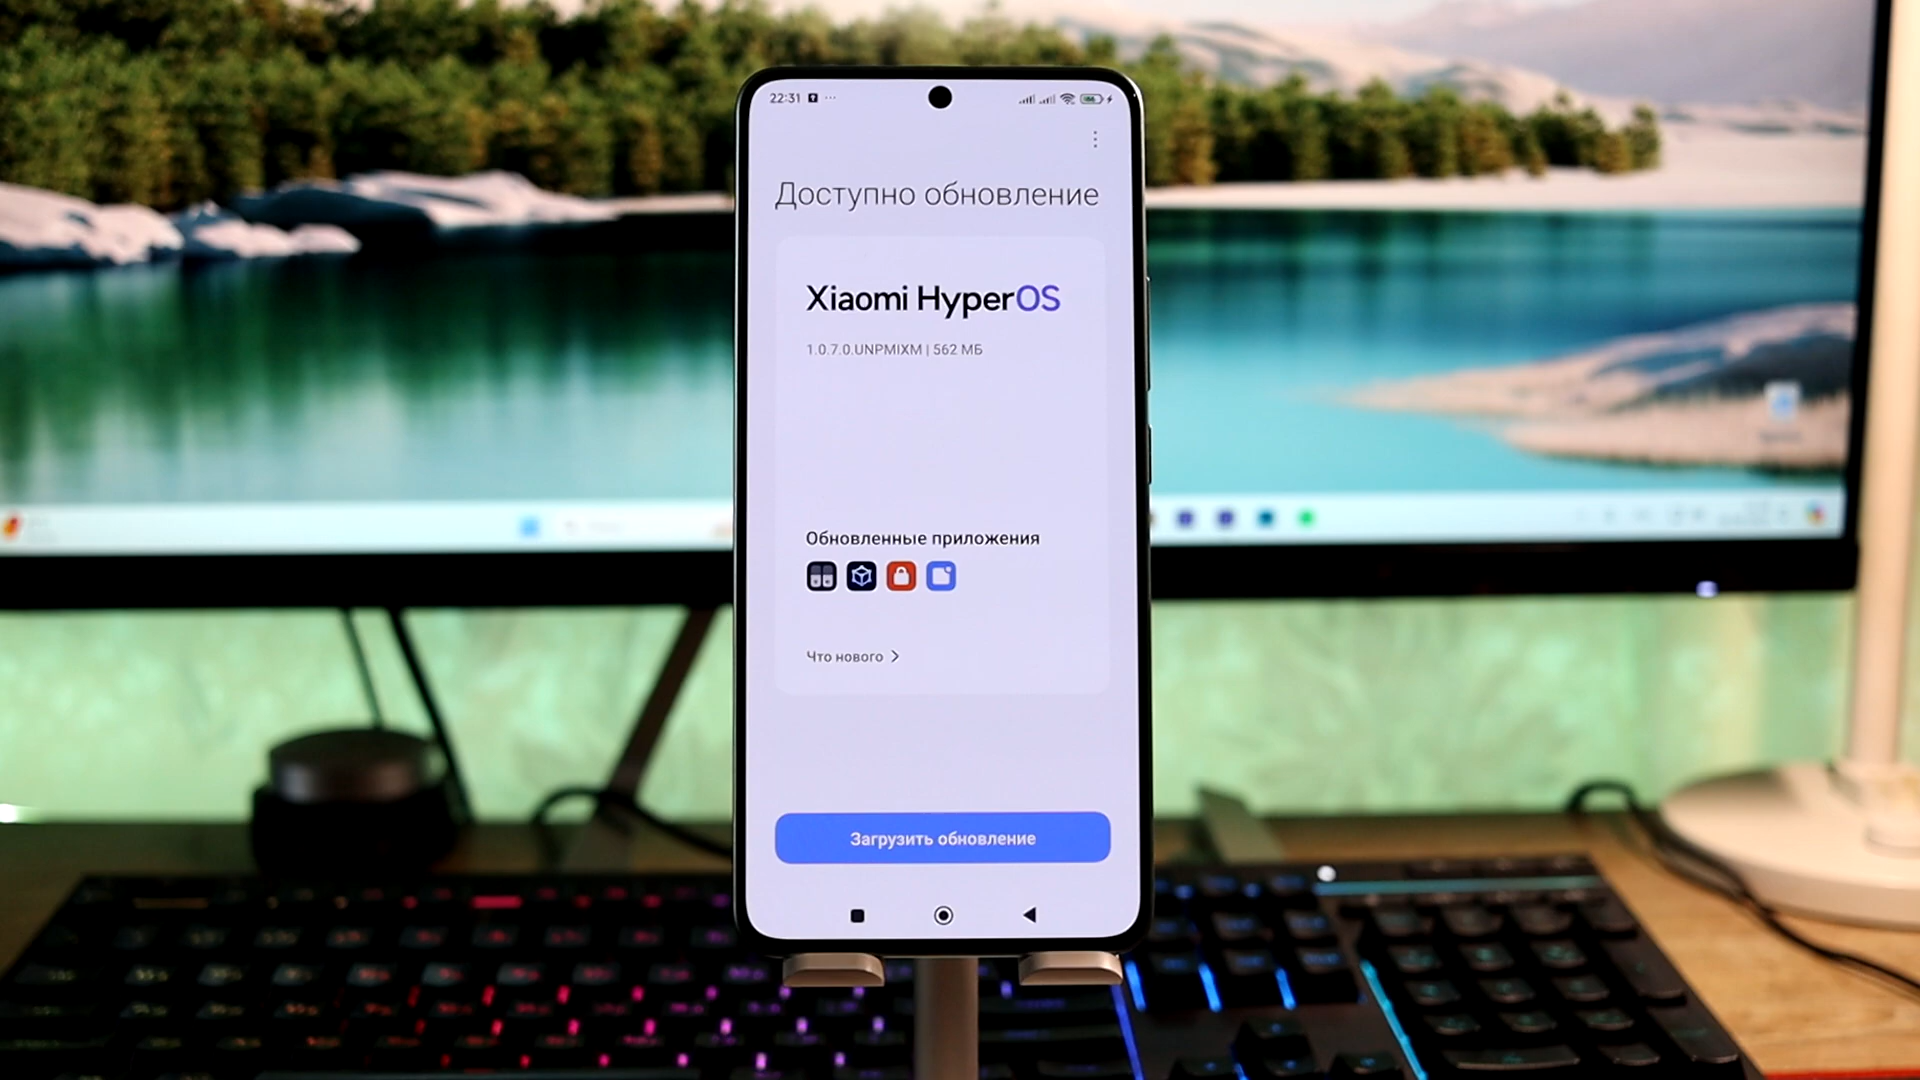 22:31
Доступно обновление
Xiaomi HyperOS
1.0.7.0.UNPMIXM | 562 МБ
Обновленные приложения
Что нового
Загрузить обновление